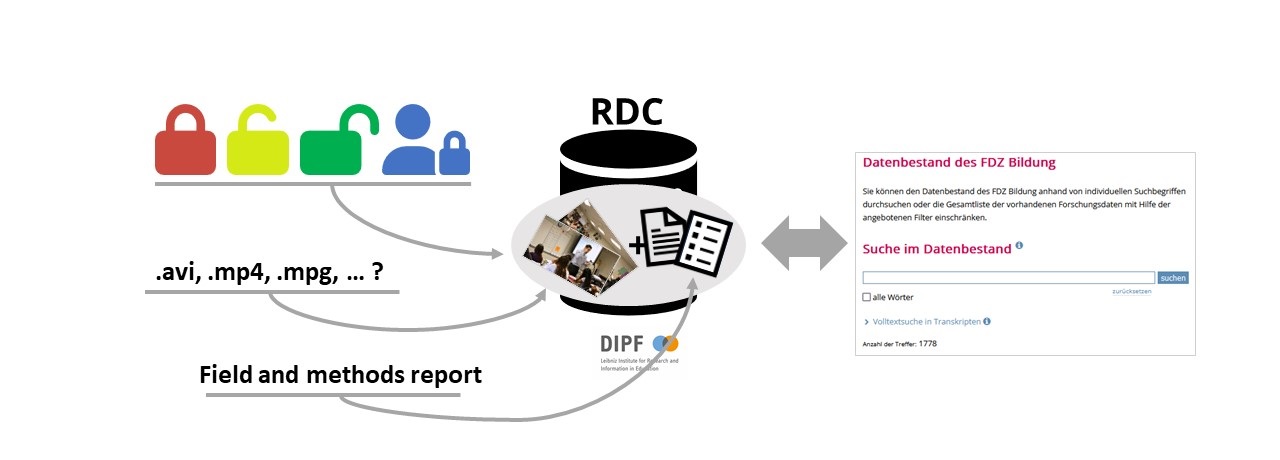 RDC
.avi, .mp4, .mpg, ... ?
Field and methods report
+
DIPF
Leibniz Institute for Research and
Information in Education
Datenbestand des FDZ Bildung
Sie können den Datenbestand des FDZ Bildung anhand von individuellen Suchbegriffen
durchsuchen oder die Gesamtliste der vorhandenen Forschungsdaten mit Hilfe der
angebotenen Filter einschränken.
Suche im Datenbestand i
suchen
zurücksetzen
alle Wörter
> Volltextsuche in Transkripten i
Anzahl der Treffer: 1778